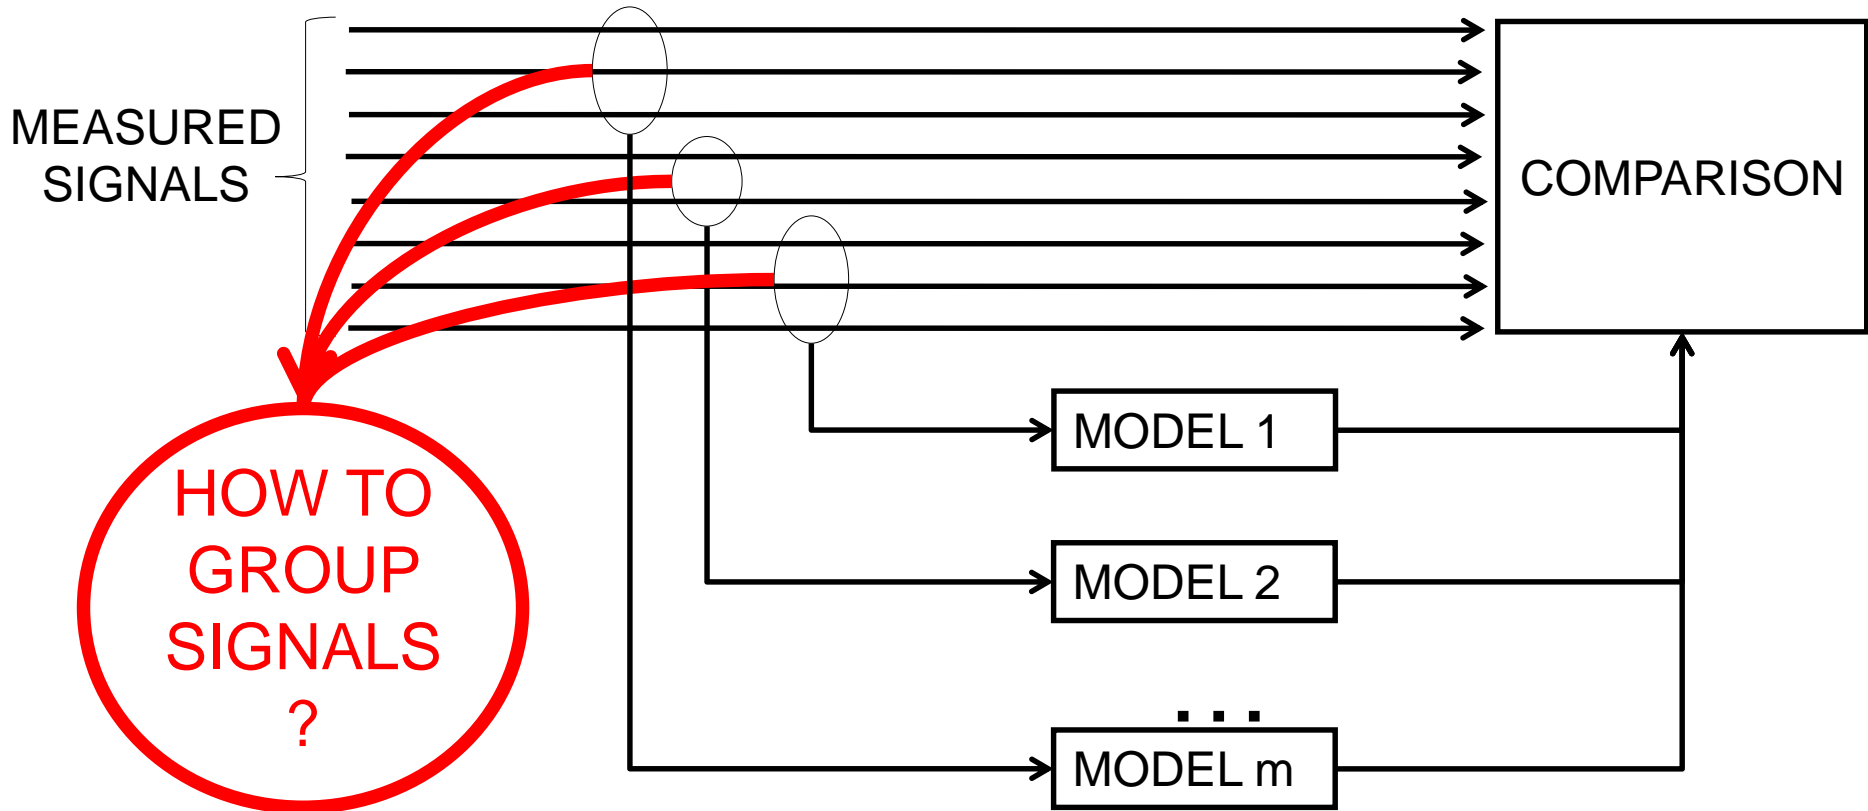 MEASURED
SIGNALS
COMPARISON
MODEL 1
HOW TO
GROUP
SIGNALS
?
MODEL 2
...
MODEL m